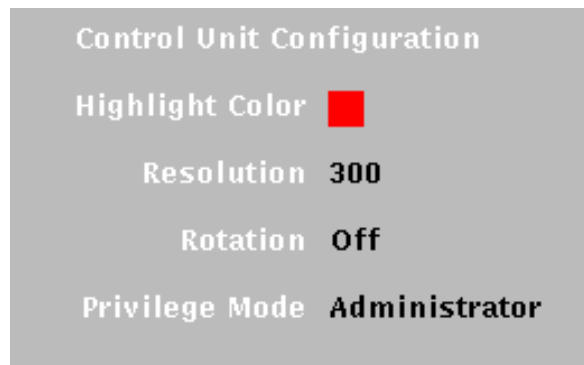 Control Unit Configuration
Highlight Color
Resolution 300
Rotation Off
Privilege Mode Administrator